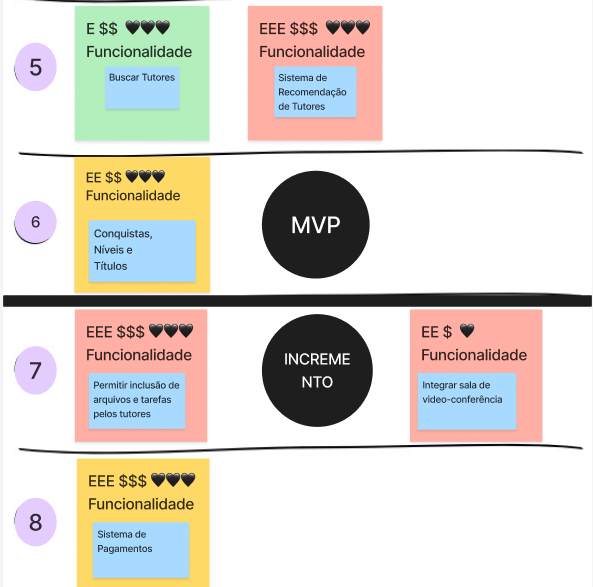 5
E $$ 🖤🖤🖤
Funcionalidade
Buscar Tutores
EEE $$$ 🖤🖤🖤
Funcionalidade
Sistema de
Recomendação
de Tutores
6
EE $$ 🖤🖤🖤
Funcionalidade
Conquistas,
Níveis e
Títulos
MVP
7
EEE $$$ 🖤🖤🖤
Funcionalidade
Permitir inclusão de
arquivos e tarefas
pelos tutores
INCREME
NTO
EE $ 🖤
Funcionalidade
Integrar sala de
video-conferência
8
EEE $$$ 🖤🖤🖤
Funcionalidade
Sistema de
Pagamentos